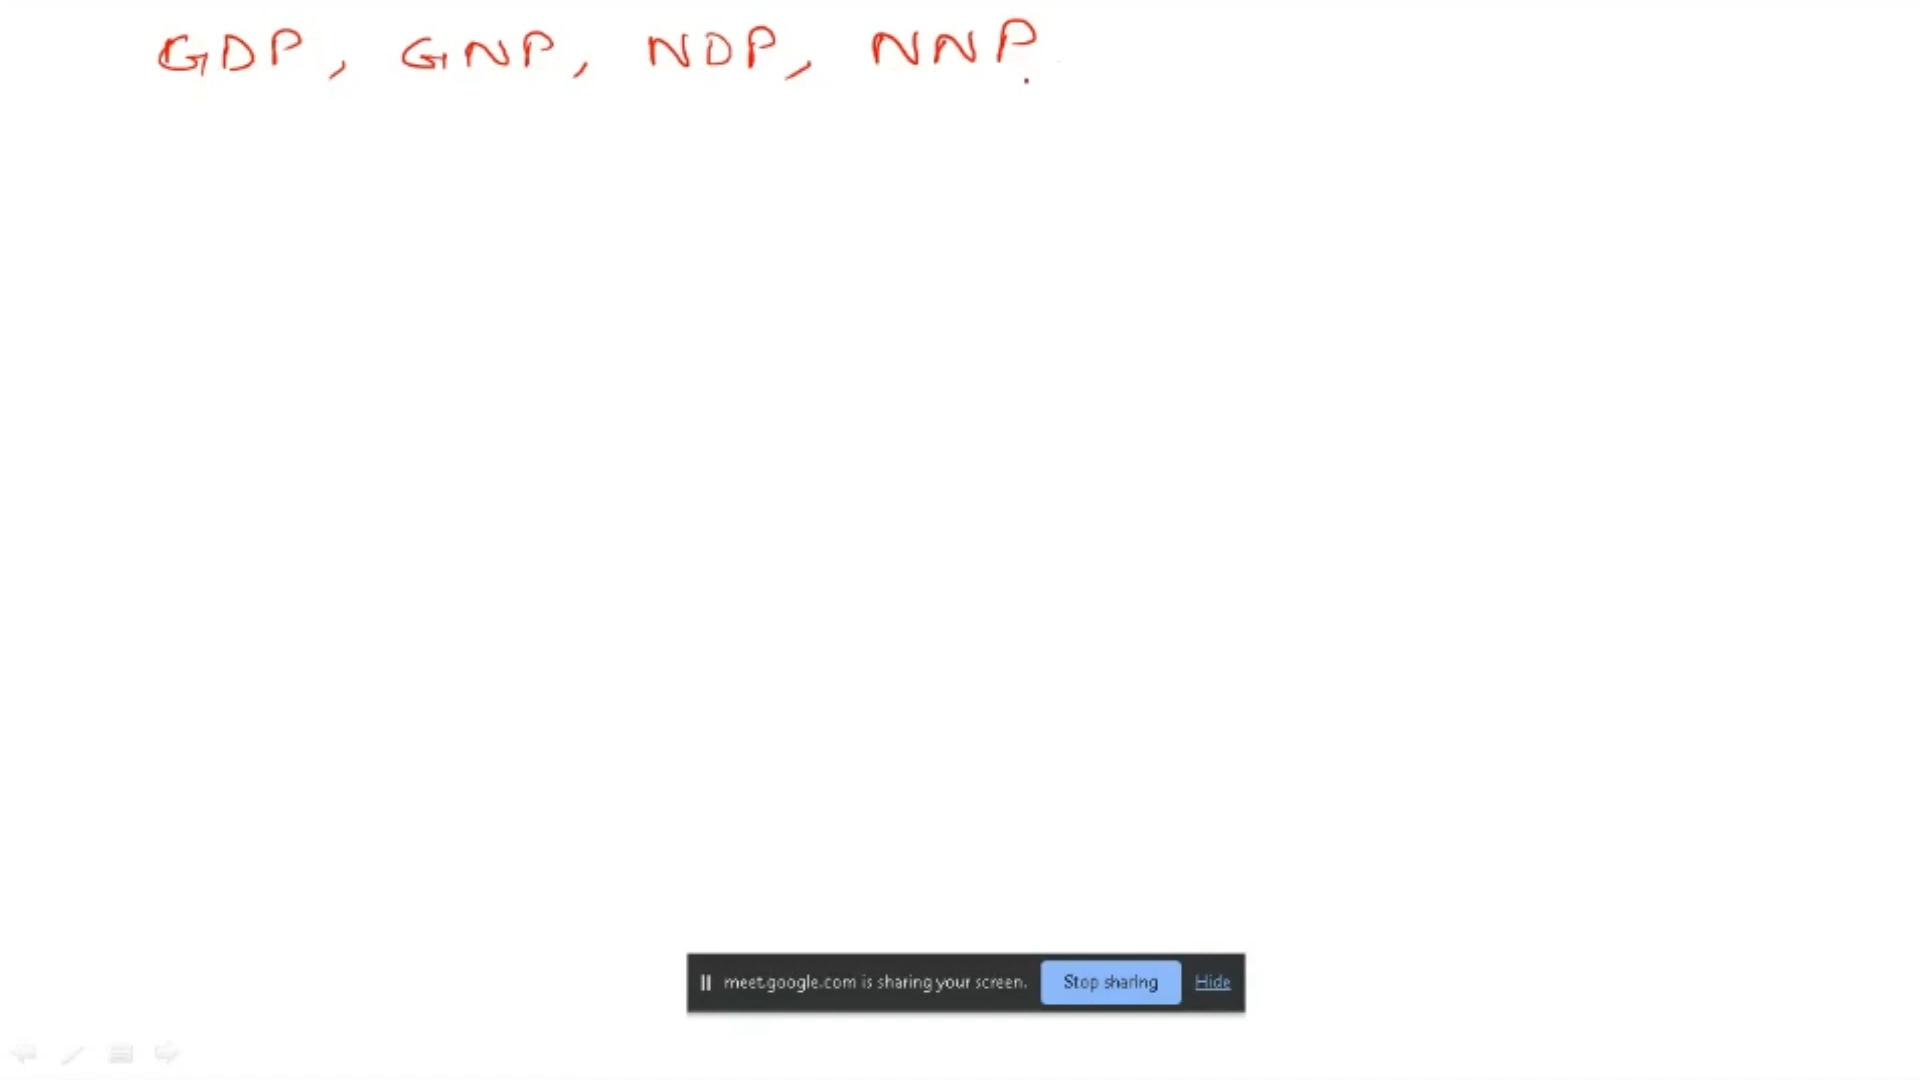 GDP, GNP, NDP, NNP
meet.google.com is sharing your screen. Stop sharing Hide